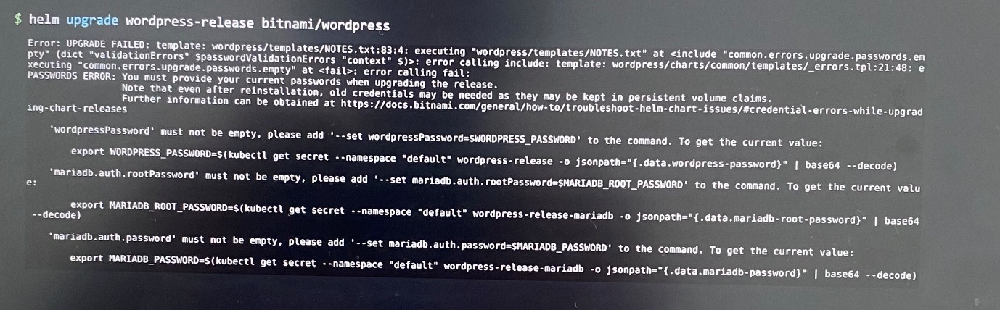 $ helm upgrade wordpress-release bitnami/wordpress
Error: UPGRADE FAILED: template: wordpress/templates/NOTES.txt:83:4: executing "wordpress/templates/NOTES.txt" at <include "common.errors.upgrade.passwords.em
pty" (dict "validationErrors" $passwordValidationErrors "context" $)>: error calling include: template: wordpress/charts/common/templates/_errors.tpl:21:48: e
xecuting "common.errors.upgrade.passwords.empty" at <fail>: error calling fail:
PASSWORDS ERROR: You must provide your current passwords when upgrading the release.
Note that even after reinstallation, old credentials may be needed as they may be kept in persistent volume claims.
Further information can be obtained at https://docs.bitnami.com/general/how-to/troubleshoot-helm-chart-issues/#credential-errors-while-upgrad
ing-chart-releases
'wordpressPassword' must not be empty, please add '--set wordpressPassword=$WORDPRESS_PASSWORD' to the command. To get the current value:
export WORDPRESS_PASSWORD=$(kubectl get secret --namespace "default" wordpress-release -o jsonpath="{.data.wordpress-password}" | base64 --decode)
'mariadb.auth.rootPassword' must not be empty, please add '--set mariadb.auth.rootPassword=$MARIADB_ROOT_PASSWORD' to the command. To get the current valu
e:
export MARIADB_ROOT_PASSWORD=$(kubectl get secret --namespace "default" wordpress-release-mariadb -o jsonpath="{.data.mariadb-root-password}" | base64
--decode)
'mariadb.auth.password' must not be empty, please add '--set mariadb.auth.password=$MARIADB_PASSWORD' to the command. To get the current value:
export MARIADB_PASSWORD=$(kubectl get secret --namespace "default" wordpress-release-mariadb -o jsonpath="{.data.mariadb-password}" | base64 --decode)